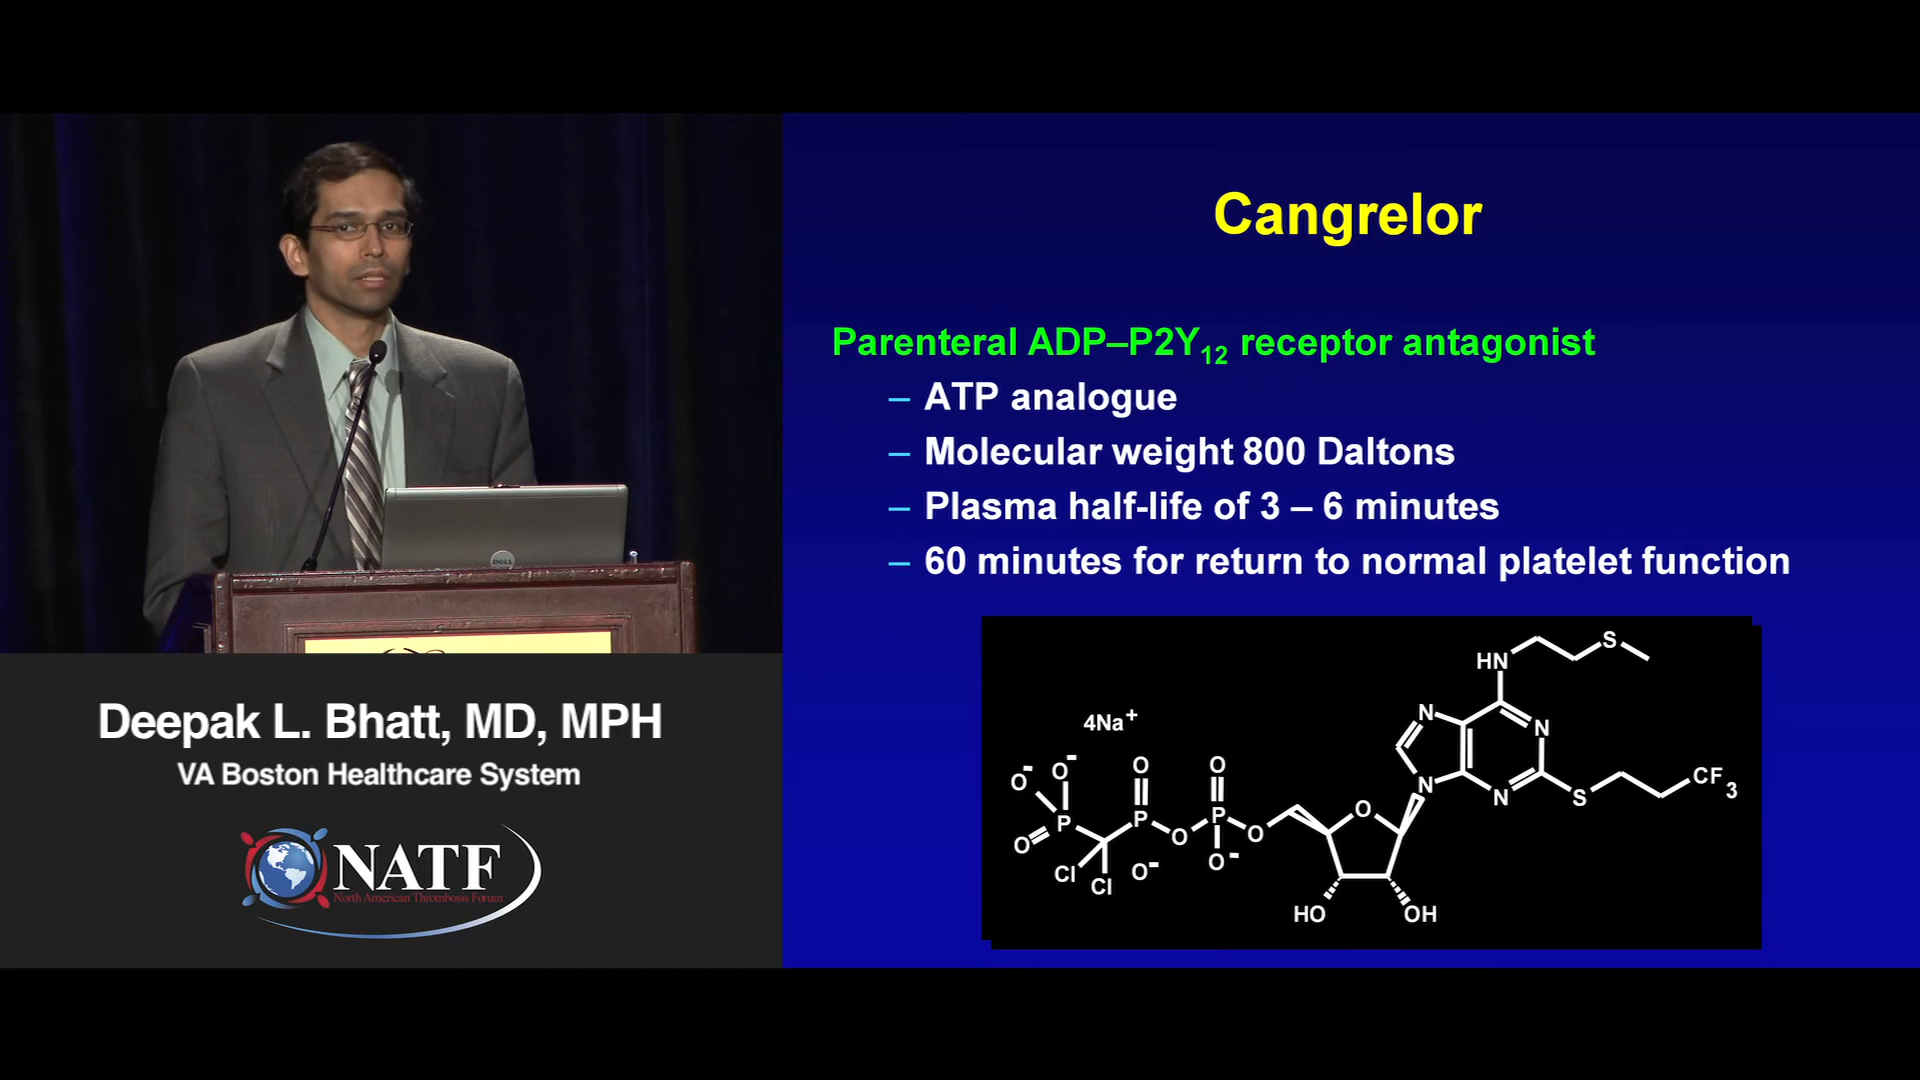 Cangrelor
Parenteral ADP–P2Y12 receptor antagonist
– ATP analogue
– Molecular weight 800 Daltons
– Plasma half-life of 3 – 6 minutes
– 60 minutes for return to normal platelet function
HN
S
4Na+
N
N
O-
O-
O
O
CF3
P
P
P
O
N
N
S
O
O
O
Cl
Cl
O-
O-
HO
OH
DELL
Deepak L. Bhatt, MD, MPH
VA Boston Healthcare System
NATF
North American Thrombosis Forum